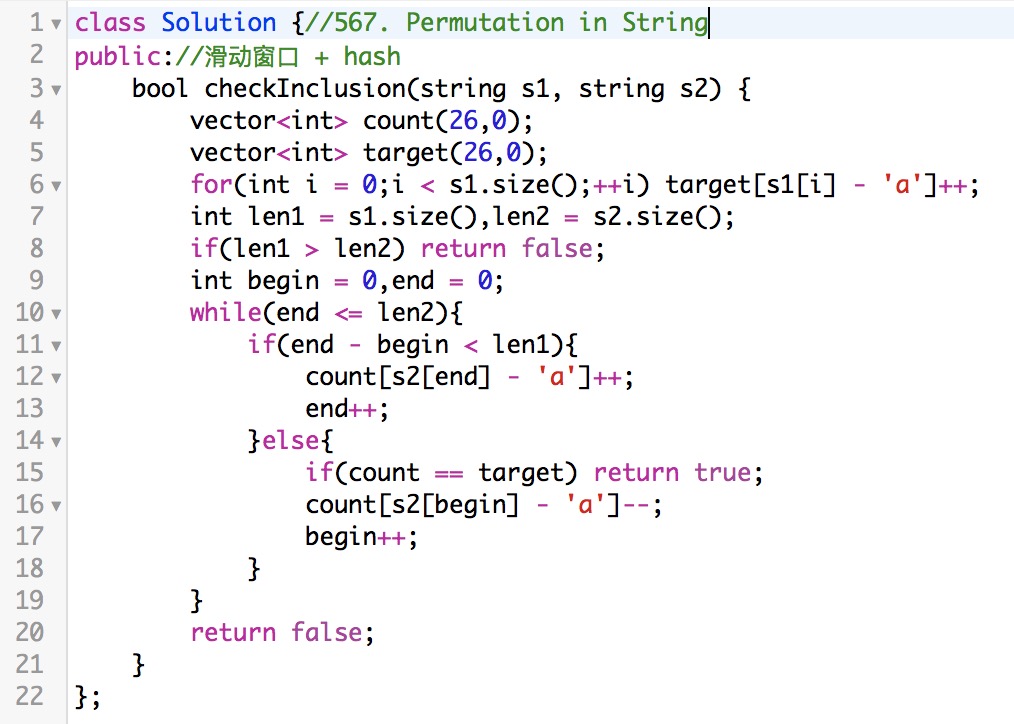 1 class Solution {//567. Permutation in String
2 public://滑动窗口 + hash
3 bool checkInclusion(string s1, string s2) {
4 vector<int> count(26,0);
5 vector<int> target(26,0);
6 for(int i = 0;i < s1.size();++i) target[s1[i] - 'a']++;
7 int len1 = s1.size(),len2 = s2.size();
8 if(len1 > len2) return false;
9 int begin = 0,end = 0;
10 while(end <= len2){
11 if(end - begin < len1){
12 count[s2[end] - 'a']++;
13 end++;
14 }else{
15 if(count == target) return true;
16 count[s2[begin] - 'a']--;
17 begin++;
18 }
19 }
20 return false;
21 }
22 };